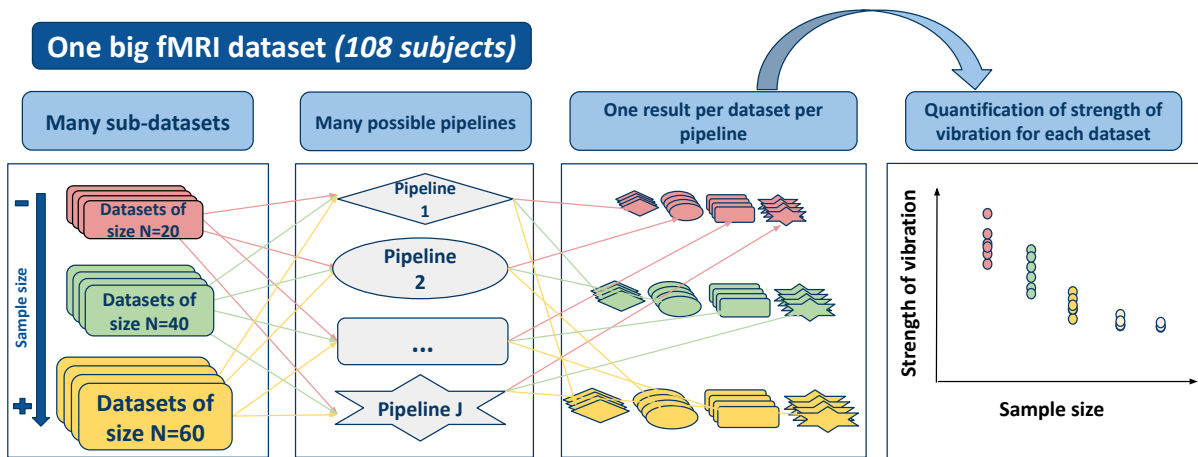 One big fMRI dataset (108 subjects)
Many sub-datasets
Many possible pipelines
One result per dataset per
pipeline
Quantification of strength of
vibration for each dataset
-
Sample size
+
Datasets of
size N=20
Datasets of
size N=40
Datasets of
size N=60
Pipeline
1
Pipeline
2
...
Pipeline J
Strength of vibration
Sample size